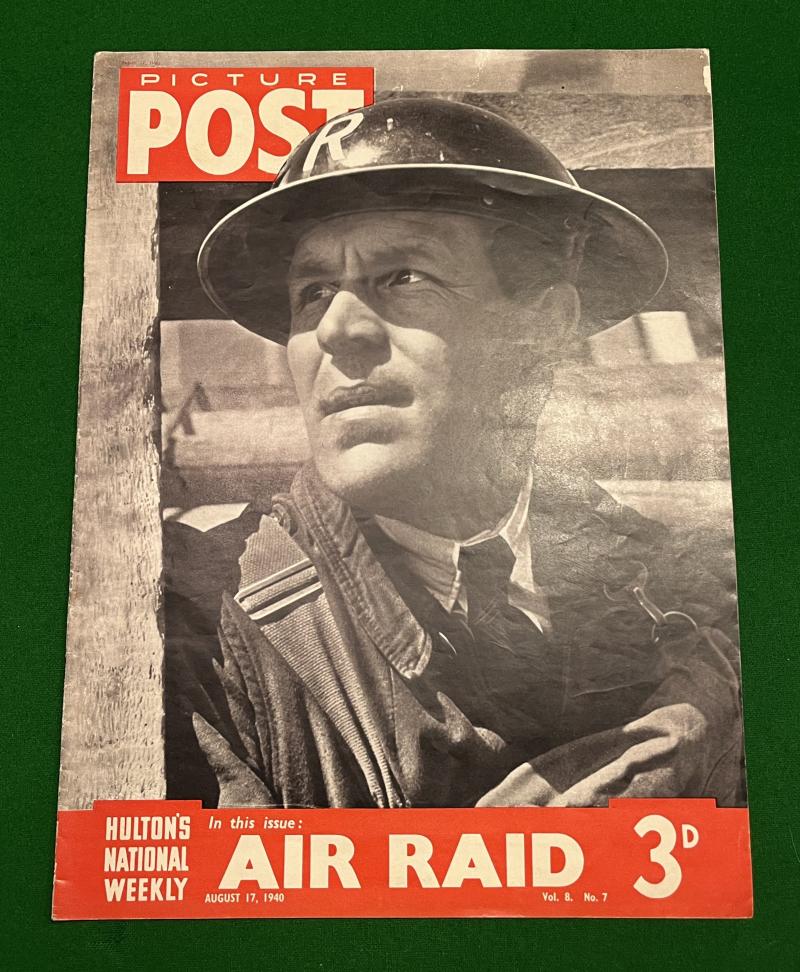 PICTURE
POST
R
HULTON'S
NATIONAL
WEEKLY
In this issue:
AIR RAID
AUGUST 17, 1940
Vol. 8. No. 7
3D